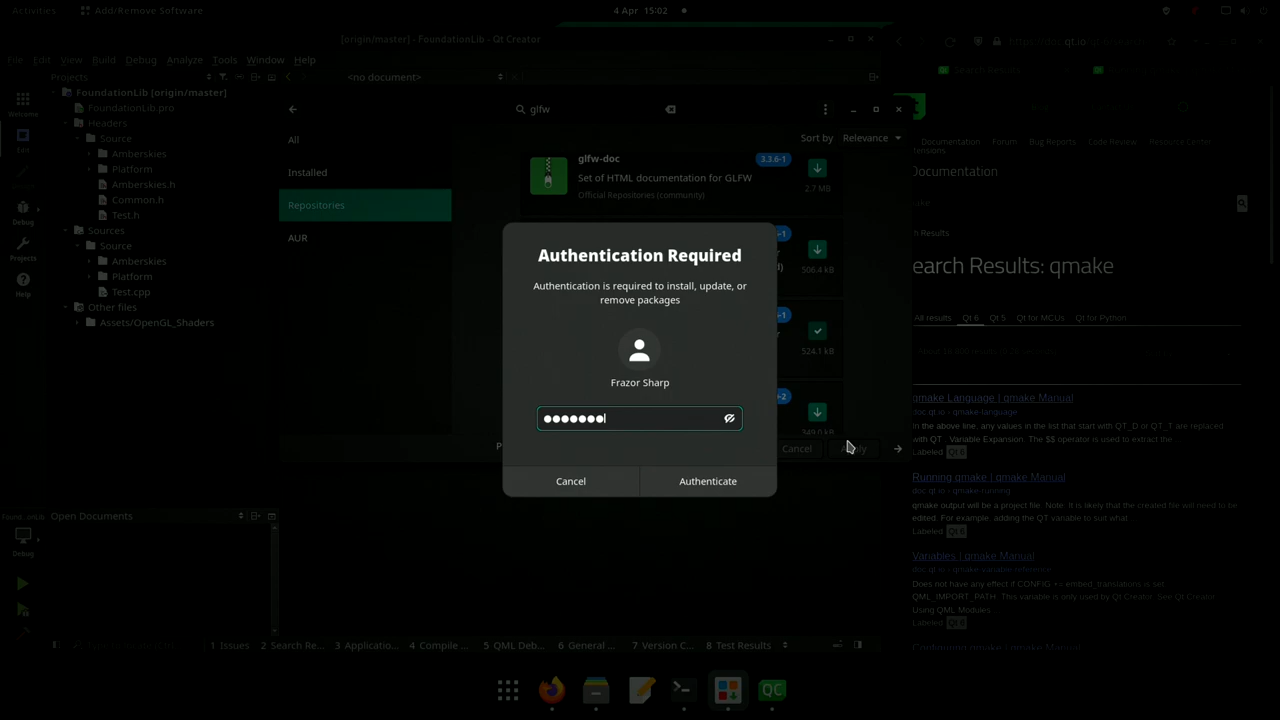 Activities
Add/Remove Software
4 Apr  15:02
[origin/master] - FoundationLib - Qt Creator
File Edit View Build Debug Analyze Tools Window Help
Projects
<no document>
FoundationLib [origin/master]
FoundationLib.pro
Headers
Source
Amberskies
Platform
Amberskies.h
Common.h
Test.h
Sources
Source
Amberskies
Platform
Test.cpp
Other files
Assets/OpenGL_Shaders
Welcome
Edit
Debug
Projects
Help
glfw
All
Installed
Repositories
AUR
Sort by Relevance
glfw-doc
3.3.6-1
Set of HTML documentation for GLFW
Official Repositories (community)
2.7 MB
506.4 kB
524.1 kB
349.0 kB
Cancel
Apply
Authentication Required
Authentication is required to install, update, or
remove packages
Frazor Sharp
Cancel
Authenticate
Search Results
Documentation Forum Bug Reports Code Review Resource Center
Documentation
earch Results: qmake
All results Qt 6 Qt 5 Qt for MCUs Qt for Python
qmake Language | qmake Manual
doc.qt.io › qmake-language
In the above line, any values in the list that start with QT_D or QT_T are replaced
with QT . Variable Expansion. The $$ operator is used to extract the
Labeled Qt 6
Running qmake | qmake Manual
doc.qt.io › qmake-running
qmake output will be a project file. Note: It is likely that the created file will need to be
edited. For example, adding the QT variable to suit what
Labeled Qt 6
Variables | qmake Manual
doc.qt.io › qmake-variable-reference
Does not have any effect if CONFIG += embed_translations is set.
QML_IMPORT_PATH. This variable is only used by Qt Creator. See Qt Creator:
Using QML Modules.
Labeled Qt 6
Open Documents
Debug
1 Issues
2 Search Re...
3 Applicatio...
4 Compile ...
5 QML Deb...
6 General ...
7 Version C...
8 Test Results
QC